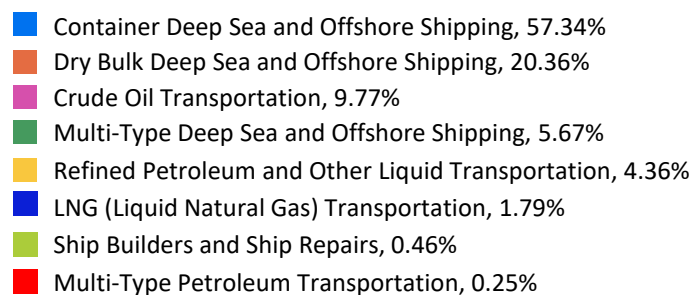 Container Deep Sea and Offshore Shipping, 57.34%
Dry Bulk Deep Sea and Offshore Shipping, 20.36%
Crude Oil Transportation, 9.77%
Multi-Type Deep Sea and Offshore Shipping, 5.67%
Refined Petroleum and Other Liquid Transportation, 4.36%
LNG (Liquid Natural Gas) Transportation, 1.79%
Ship Builders and Ship Repairs, 0.46%
Multi-Type Petroleum Transportation, 0.25%